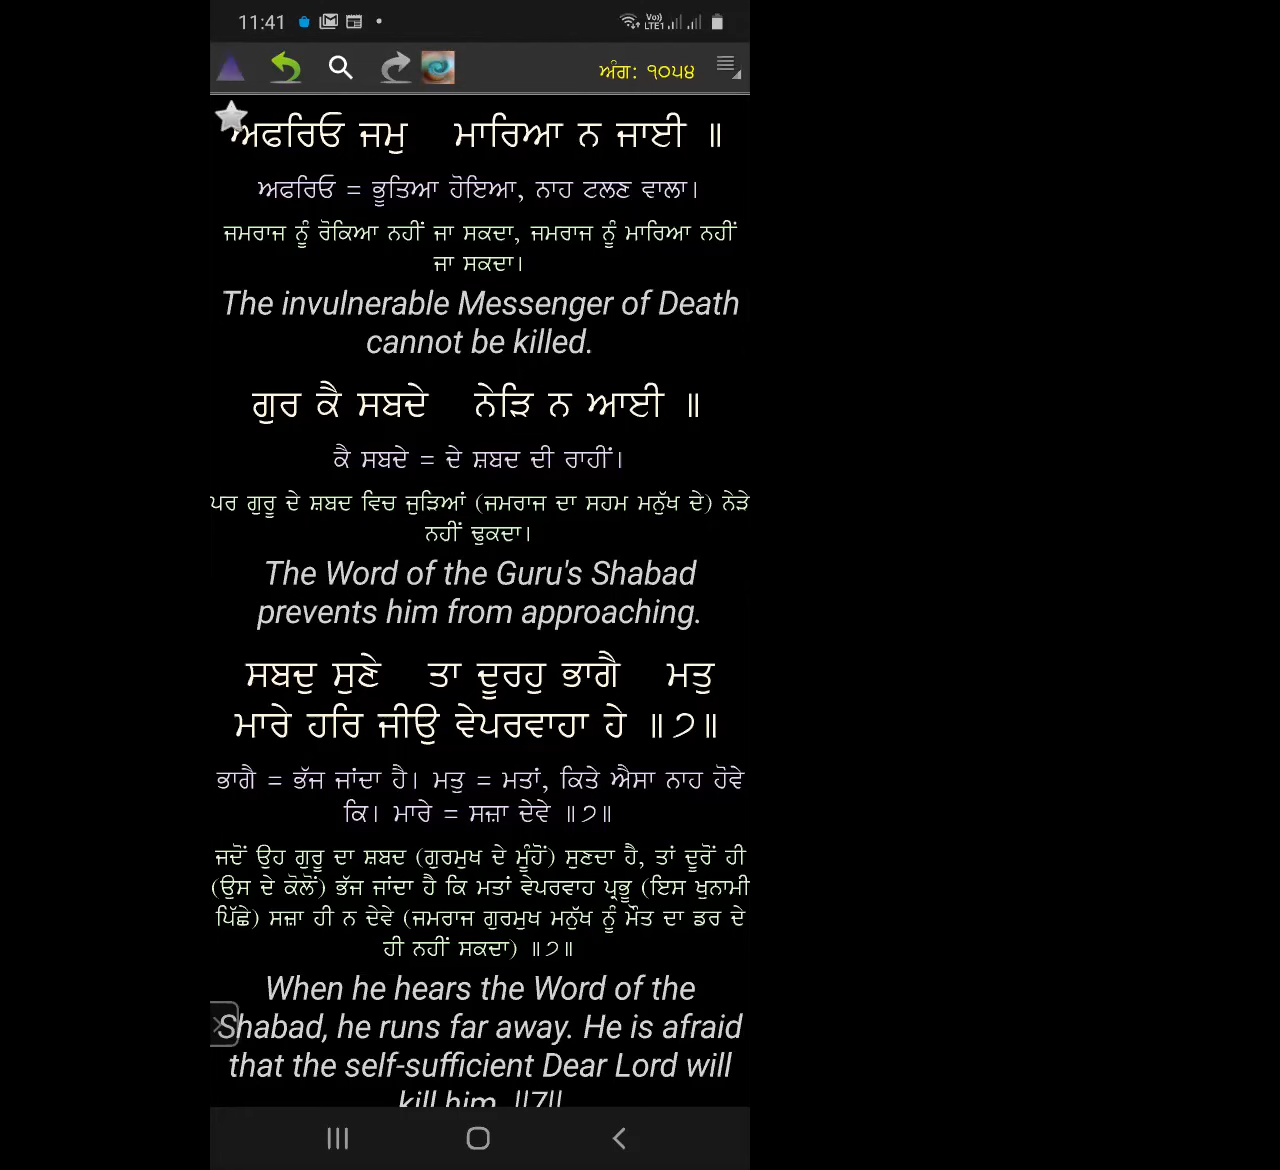 11:41
VoLTE1
ਅੰਗ: ੧੦੫੪
ਅਫਰਿਓ ਜਮੁ ਮਾਰਿਆ ਨ ਜਾਈ ॥
ਅਫਰਿਓ = ਭੂਤਿਆ ਹੋਇਆ, ਨਾਹ ਟਲਣ ਵਾਲਾ।
ਜਮਰਾਜ ਨੂੰ ਰੋਕਿਆ ਨਹੀਂ ਜਾ ਸਕਦਾ, ਜਮਰਾਜ ਨੂੰ ਮਾਰਿਆ ਨਹੀਂ
ਜਾ ਸਕਦਾ।
The invulnerable Messenger of Death
cannot be killed.
ਗੁਰ ਕੈ ਸਬਦੇ ਨੇੜਿ ਨ ਆਈ ॥
ਕੈ ਸਬਦੇ = ਦੇ ਸ਼ਬਦ ਦੀ ਰਾਹੀਂ।
ਪਰ ਗੁਰੂ ਦੇ ਸ਼ਬਦ ਵਿਚ ਜੁੜਿਆਂ (ਜਮਰਾਜ ਦਾ ਸਹਮ ਮਨੁੱਖ ਦੇ) ਨੇੜੇ
ਨਹੀਂ ਢੁਕਦਾ।
The Word of the Guru's Shabad
prevents him from approaching.
ਸਬਦੁ ਸੁਣੇ ਤਾ ਦੂਰਹੁ ਭਾਗੈ ਮਤੁ
ਮਾਰੇ ਹਰਿ ਜੀਉ ਵੇਪਰਵਾਹਾ ਹੇ ॥੭॥
ਭਾਗੈ = ਭੱਜ ਜਾਂਦਾ ਹੈ। ਮਤੁ = ਮਤਾਂ, ਕਿਤੇ ਐਸਾ ਨਾਹ ਹੋਵੇ
ਕਿ। ਮਾਰੇ = ਸਜ਼ਾ ਦੇਵੇ ॥੭॥
ਜਦੋਂ ਉਹ ਗੁਰੂ ਦਾ ਸ਼ਬਦ (ਗੁਰਮੁਖ ਦੇ ਮੂੰਹੋਂ) ਸੁਣਦਾ ਹੈ, ਤਾਂ ਦੂਰੋਂ ਹੀ
(ਉਸ ਦੇ ਕੋਲੋਂ) ਭੱਜ ਜਾਂਦਾ ਹੈ ਕਿ ਮਤਾਂ ਵੇਪਰਵਾਹ ਪ੍ਰਭੂ (ਇਸ ਖੁਨਾਮੀ
ਪਿੱਛੇ) ਸਜ਼ਾ ਹੀ ਨ ਦੇਵੇ (ਜਮਰਾਜ ਗੁਰਮੁਖ ਮਨੁੱਖ ਨੂੰ ਮੌਤ ਦਾ ਡਰ ਦੇ
ਹੀ ਨਹੀਂ ਸਕਦਾ) ॥੭॥
When he hears the Word of the
Shabad, he runs far away. He is afraid
that the self-sufficient Dear Lord will
kill him. ||7||